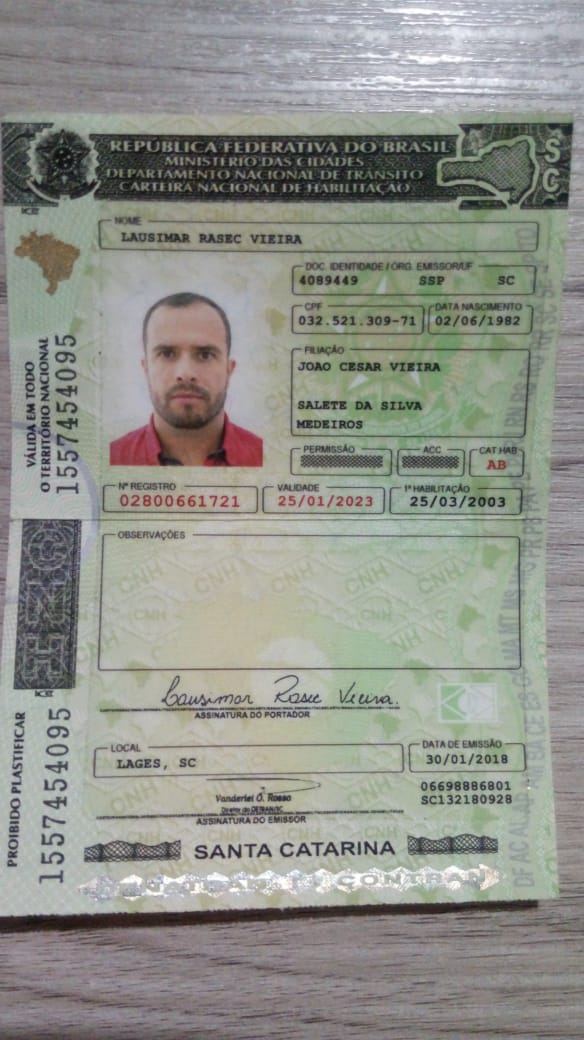 REPÚBLICA FEDERATIVA DO BRASIL
MINISTÉRIO DAS CIDADES
DEPARTAMENTO NACIONAL DE TRÂNSITO
CARTEIRA NACIONAL DE HABILITAÇÃO
SC
NOME
LAUSIMAR RASEC VIEIRA
DOC. IDENTIDADE / ÓRG. EMISSOR/UF
4089449 SSP SC
CPF
032.521.309-71
DATA NASCIMENTO
02/06/1982
FILIAÇÃO
JOAO CESAR VIEIRA
SALETE DA SILVA
MEDEIROS
PERMISSÃO
ACC
CAT HAB
AB
Nº REGISTRO
02800661721
VALIDADE
25/01/2023
1ª HABILITAÇÃO
25/03/2003
VÁLIDA EM TODO
O TERRITÓRIO NACIONAL
1557454095
OBSERVAÇÕES
Lausimar Rasec Vieira.
ASSINATURA DO PORTADOR
LOCAL
LAGES, SC
DATA DE EMISSÃO
30/01/2018
Vanderlei O. Rosso
Diretor do DETRAN/SC
ASSINATURA DO EMISSOR
06698886801
SC132180928
PROIBIDO PLASTIFICAR
1557454095
SANTA CATARINA